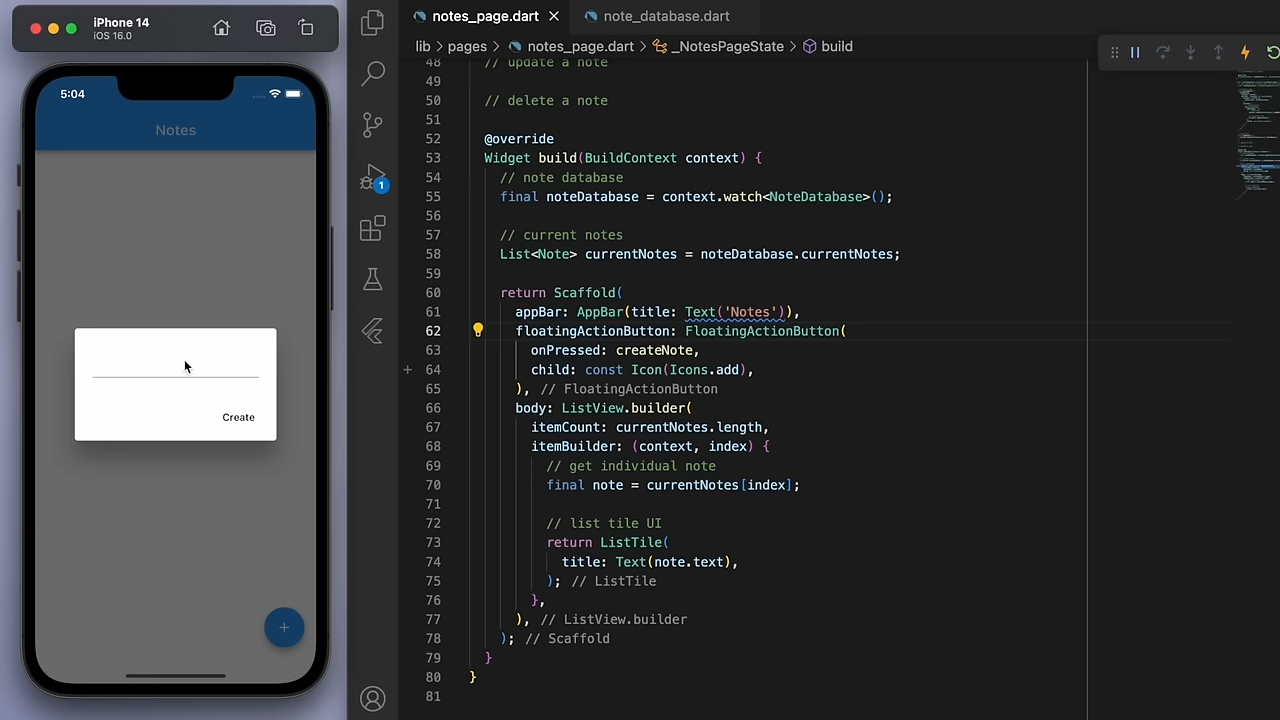 iPhone 14
iOS 16.0
5:04
Notes
Create
1
notes_page.dart
note_database.dart
lib > pages > notes_page.dart > _NotesPageState > build
48 // update a note
49
50 // delete a note
51
52 @override
53 Widget build(BuildContext context) {
54 // note database
55 final noteDatabase = context.watch<NoteDatabase>();
56
57 // current notes
58 List<Note> currentNotes = noteDatabase.currentNotes;
59
60 return Scaffold(
61 appBar: AppBar(title: Text('Notes')),
62 floatingActionButton: FloatingActionButton(
63 onPressed: createNote,
64 child: const Icon(Icons.add),
65 ), // FloatingActionButton
66 body: ListView.builder(
67 itemCount: currentNotes.length,
68 itemBuilder: (context, index) {
69 // get individual note
70 final note = currentNotes[index];
71
72 // list tile UI
73 return ListTile(
74 title: Text(note.text),
75 ); // ListTile
76 },
77 ), // ListView.builder
78 ); // Scaffold
79 }
80 }
81